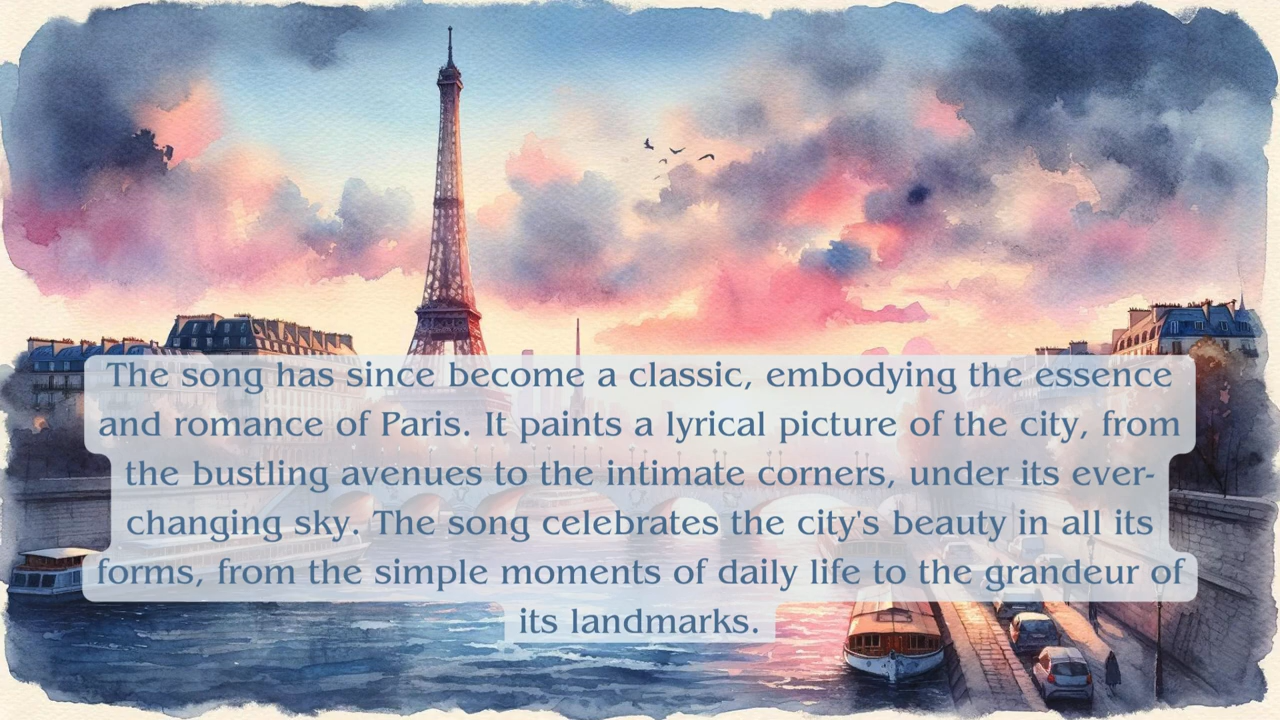 The song has since become a classic, embodying the essence
and romance of Paris. It paints a lyrical picture of the city, from
the bustling avenues to the intimate corners, under its ever-
changing sky. The song celebrates the city's beauty in all its
forms, from the simple moments of daily life to the grandeur of
its landmarks.